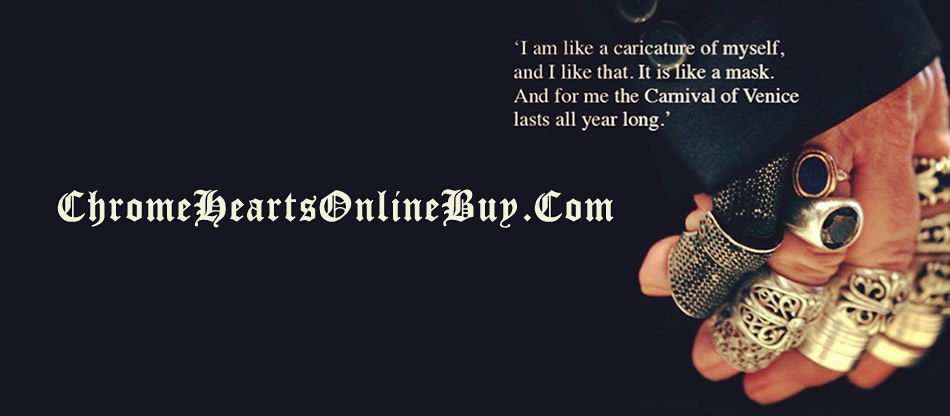 ‘I am like a caricature of myself,
and I like that. It is like a mask.
And for me the Carnival of Venice
lasts all year long.’
ChromeHeartsOnlineBuy.Com